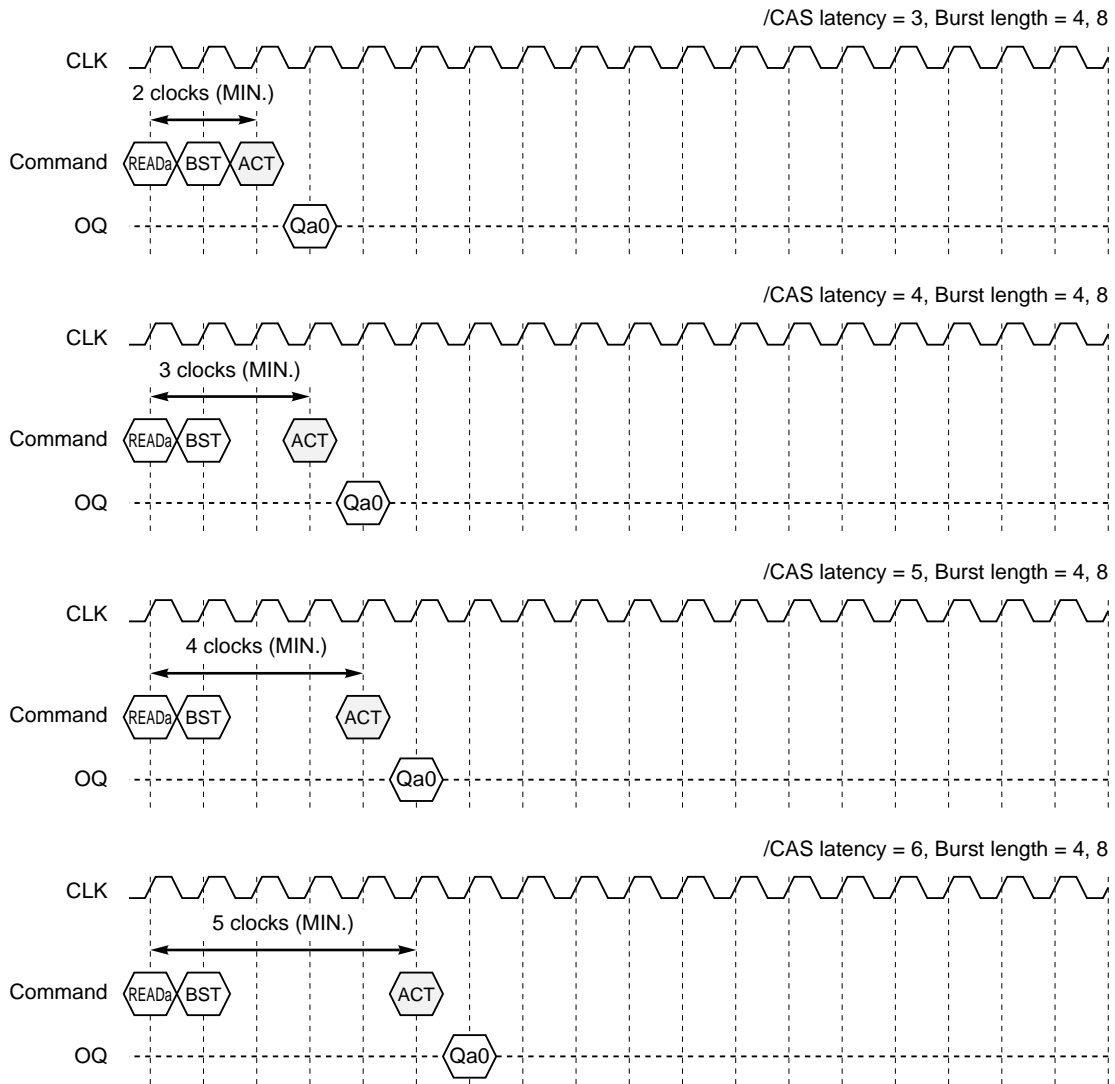 /CAS latency = 3, Burst length = 4, 8
CLK
2 clocks (MIN.)
Command READa BST ACT
OQ Qa0
/CAS latency = 4, Burst length = 4, 8
CLK
3 clocks (MIN.)
Command READa BST ACT
OQ Qa0
/CAS latency = 5, Burst length = 4, 8
CLK
4 clocks (MIN.)
Command READa BST ACT
OQ Qa0
/CAS latency = 6, Burst length = 4, 8
CLK
5 clocks (MIN.)
Command READa BST ACT
OQ Qa0